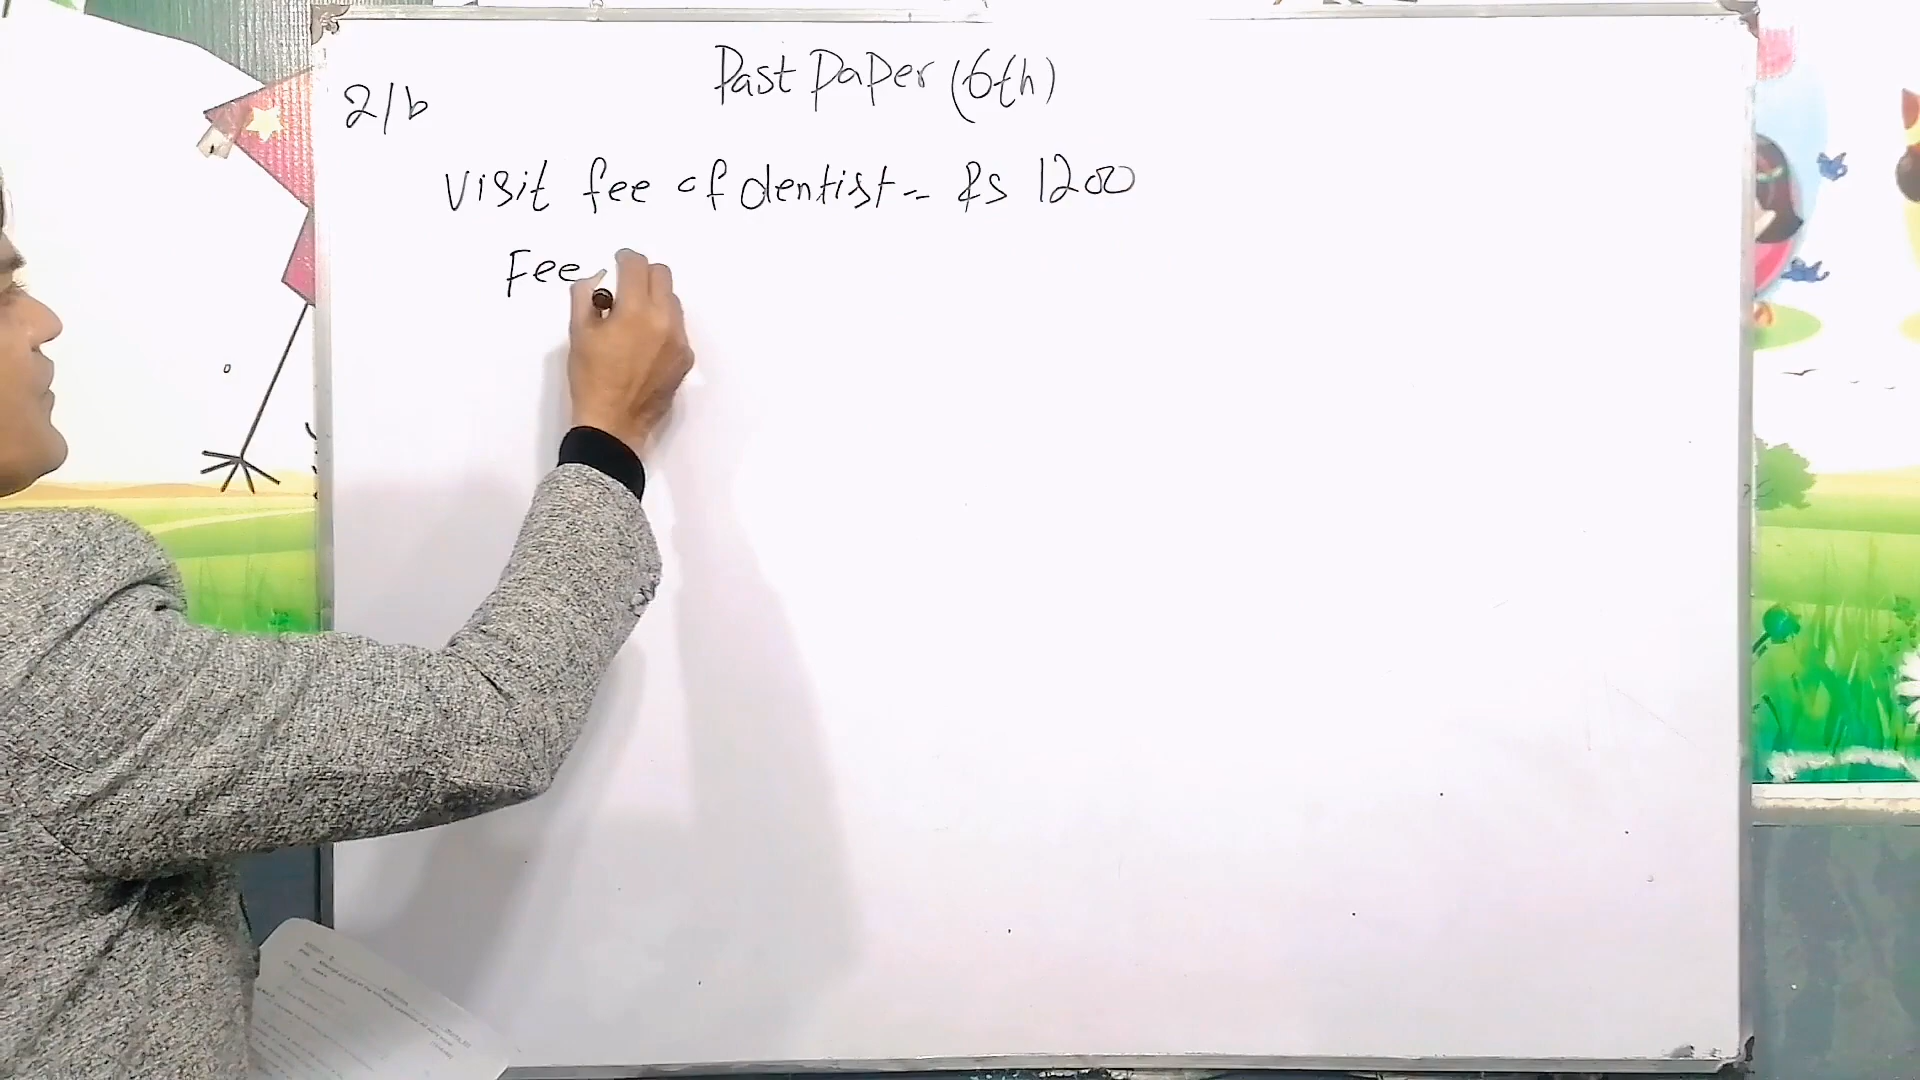 Past Paper (6th)
2/b
Visit fee of dentist = Rs 1200
Fee